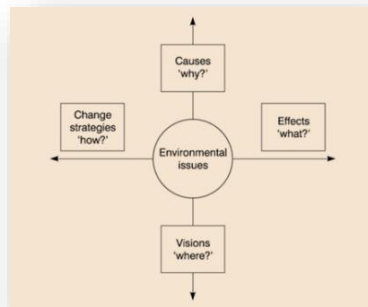 Causes
'why?'
Change
strategies
'how?'
Effects
'what?'
Environmental
issues
Visions
'where?'